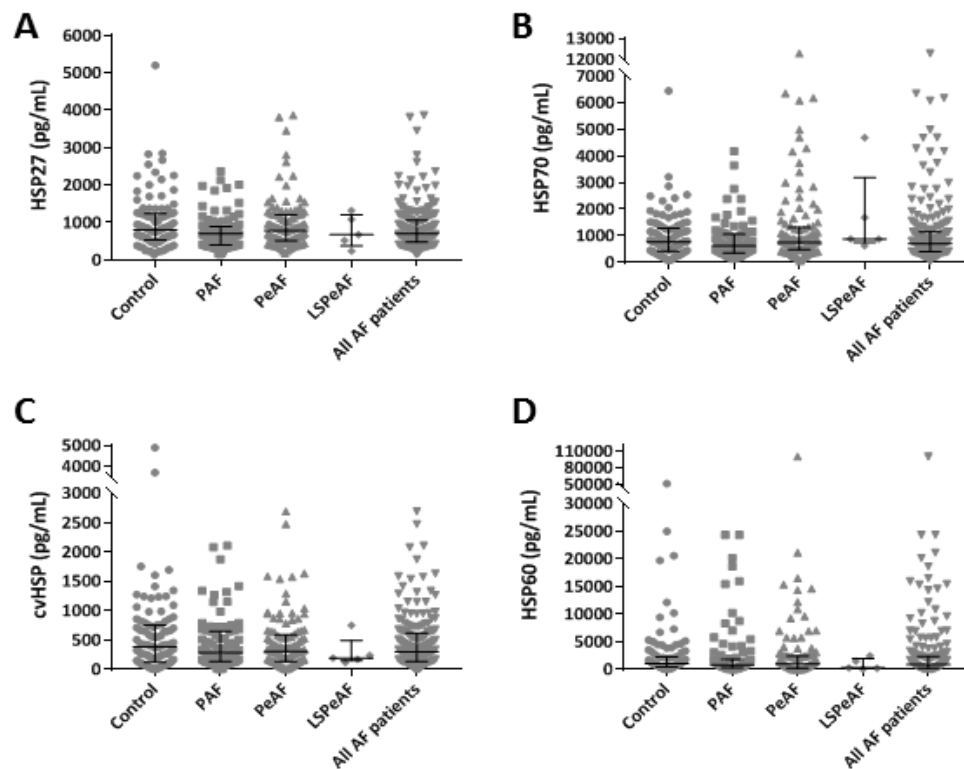 A
HSP27 (pg/mL)
6000
5000
4000
3000
2000
1000
0
Control
PAF
PeAF
LSPeAF
All AF patients
B
HSP70 (pg/mL)
13000
12000
7000
6000
5000
4000
3000
2000
1000
0
Control
PAF
PeAF
LSPeAF
All AF patients
C
cvHSP (pg/mL)
5000
4000
3000
2500
2000
1500
1000
500
0
Control
PAF
PeAF
LSPeAF
All AF patients
D
HSP60 (pg/mL)
110000
80000
50000
30000
25000
20000
15000
10000
5000
0
Control
PAF
PeAF
LSPeAF
All AF patients